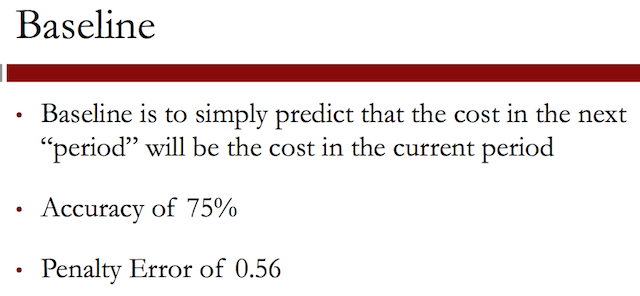 Baseline
• Baseline is to simply predict that the cost in the next
“period” will be the cost in the current period
• Accuracy of 75%
• Penalty Error of 0.56